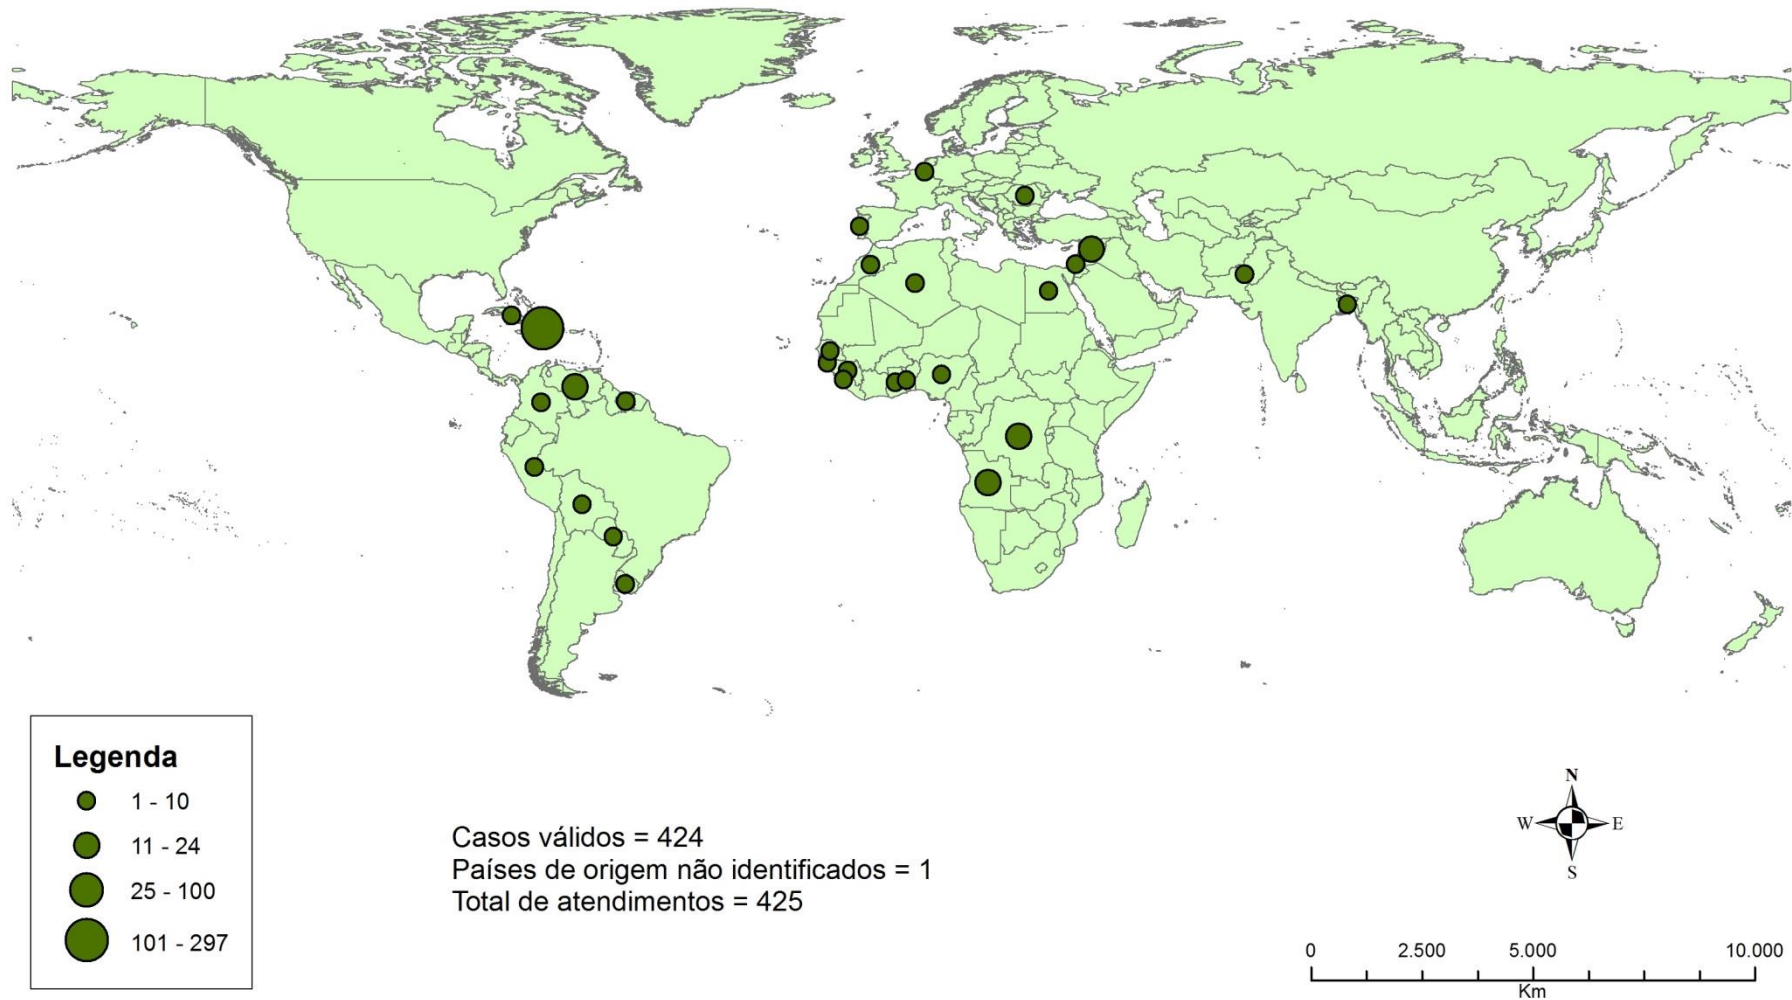 Legenda
1 - 10
11 - 24
25 - 100
101 - 297
Casos válidos = 424
Países de origem não identificados = 1
Total de atendimentos = 425
N
W E
S
0 2.500 5.000 10.000
Km